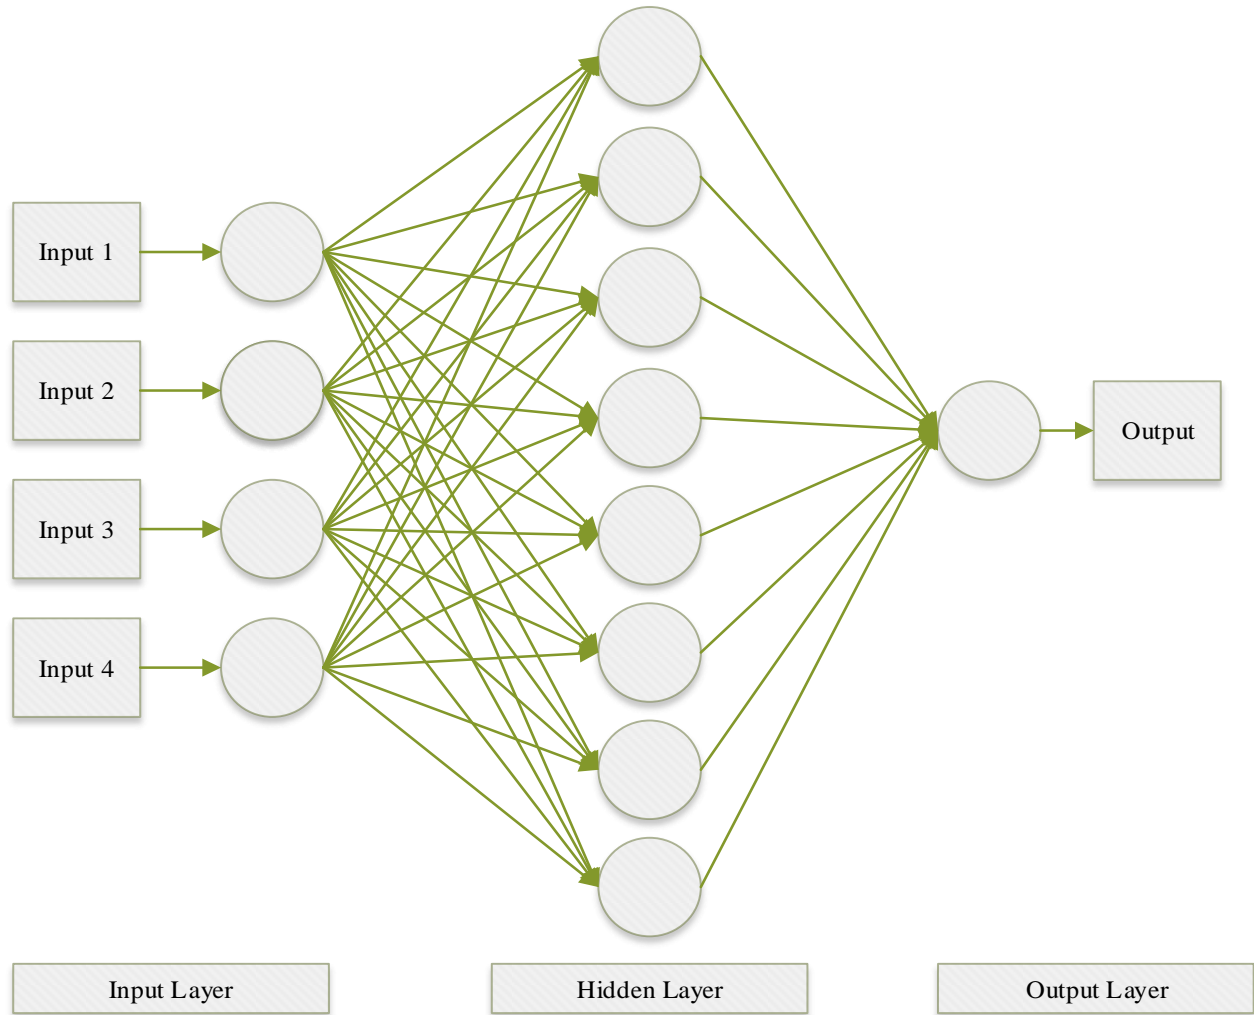 Input 1
Input 2
Input 3
Input 4
Output
Input Layer
Hidden Layer
Output Layer